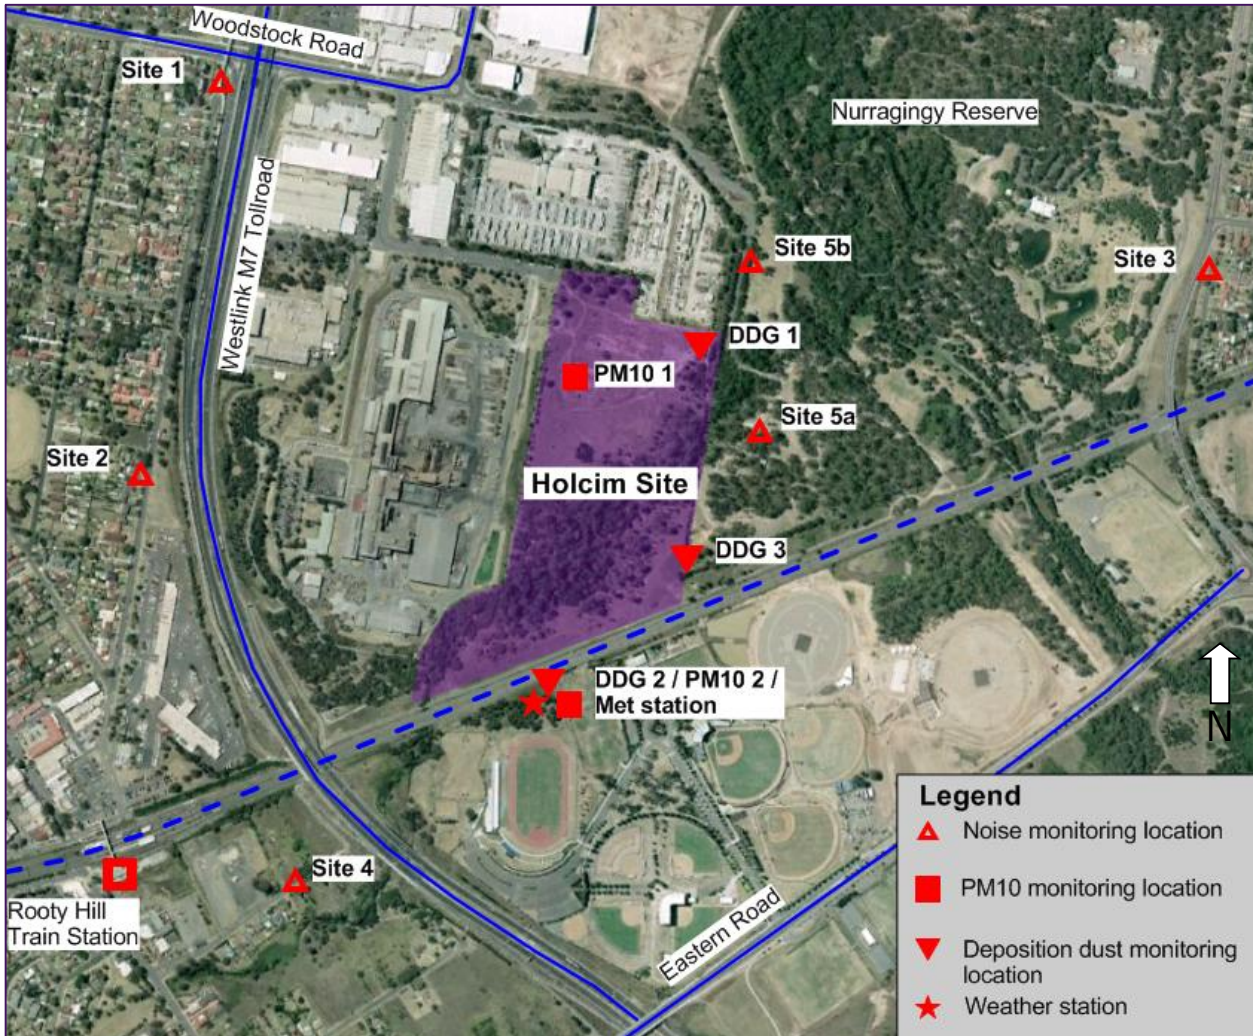 Woodstock Road
Site 1
Nurragingy Reserve
Westlink M7 Tollroad
Site 5b
Site 3
DDG 1
PM10 1
Site 5a
Site 2
Holcim Site
DDG 3
DDG 2 / PM10 2 /
Met station
N
Site 4
Rooty Hill
Train Station
Eastern Road
Legend
Noise monitoring location
PM10 monitoring location
Deposition dust monitoring
location
Weather station